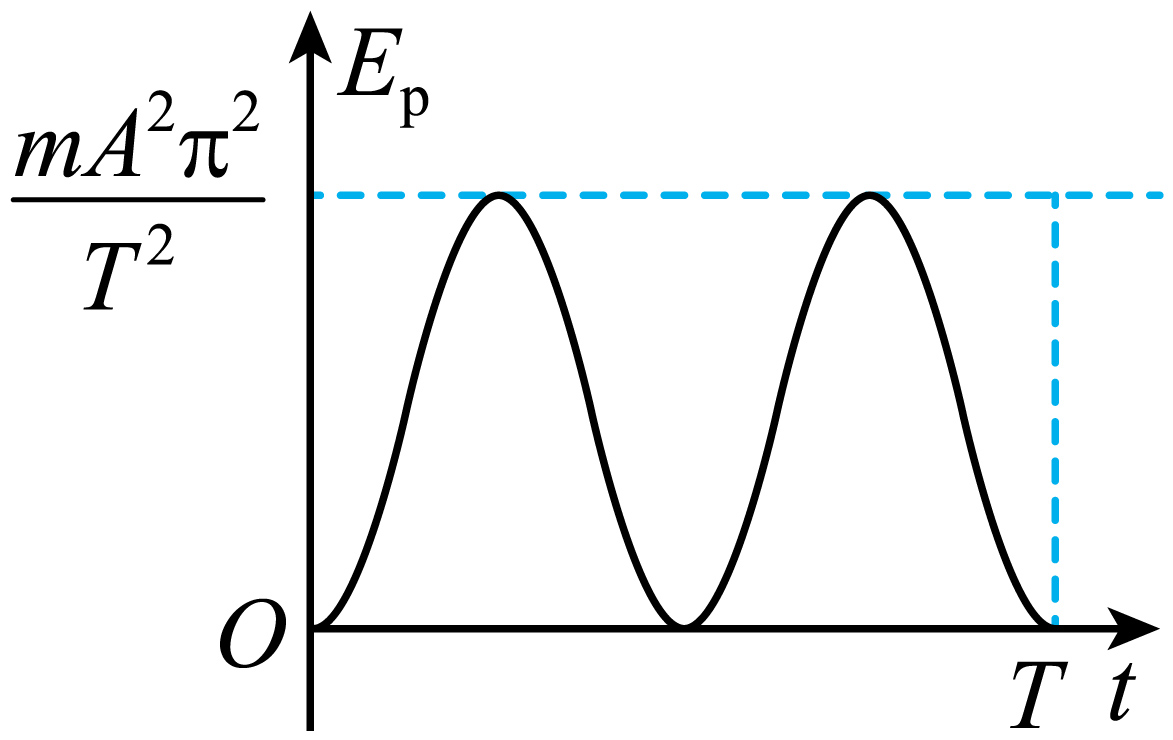 E_p
mA²π²
T²
O
T t